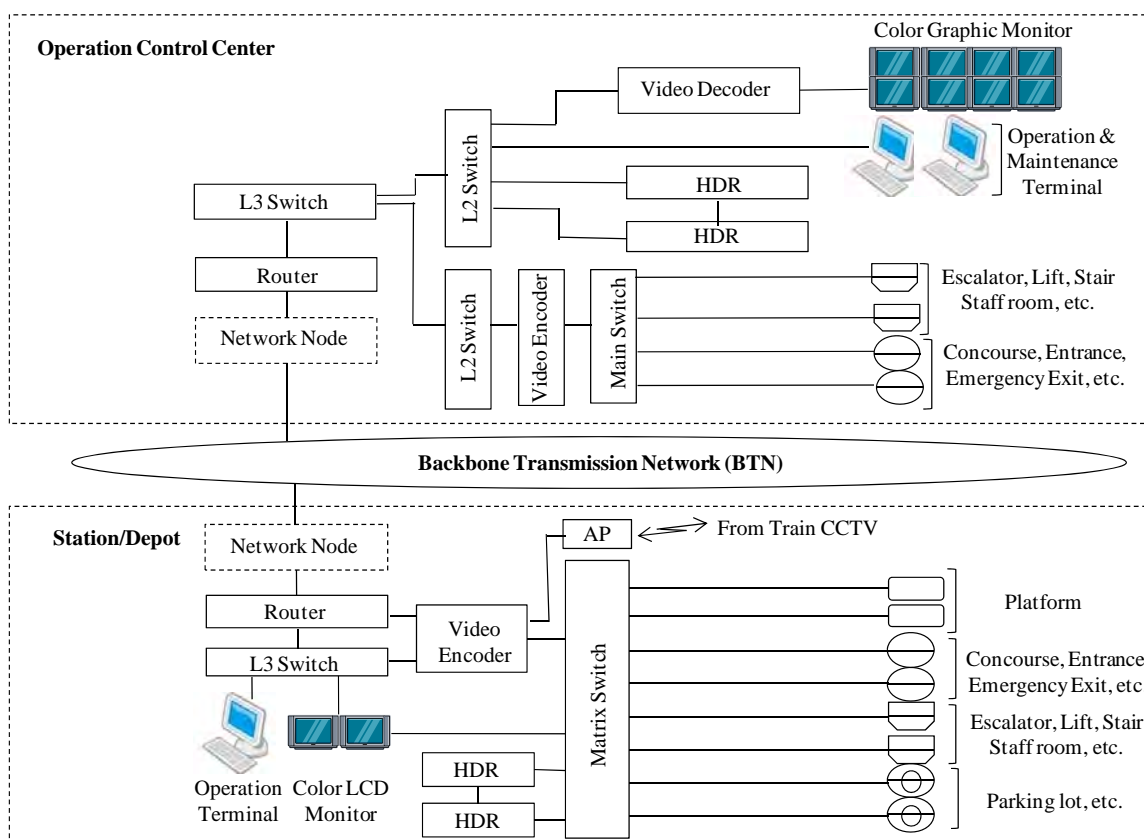 Operation Control Center
Color Graphic Monitor
Video Decoder
L2 Switch
Operation &
Maintenance
Terminal
HDR
HDR
L3 Switch
Router
Network Node
L2 Switch
Video Encoder
Main Switch
Escalator, Lift, Stair
Staff room, etc.
Concourse, Entrance,
Emergency Exit, etc.
Backbone Transmission Network (BTN)
Station/Depot
Network Node
AP
From Train CCTV
Router
Video
Encoder
L3 Switch
Matrix Switch
Platform
Concourse, Entrance
Emergency Exit, etc
Escalator, Lift, Stair
Staff room, etc.
Operation
Terminal
Color LCD
Monitor
HDR
HDR
Parking lot, etc.